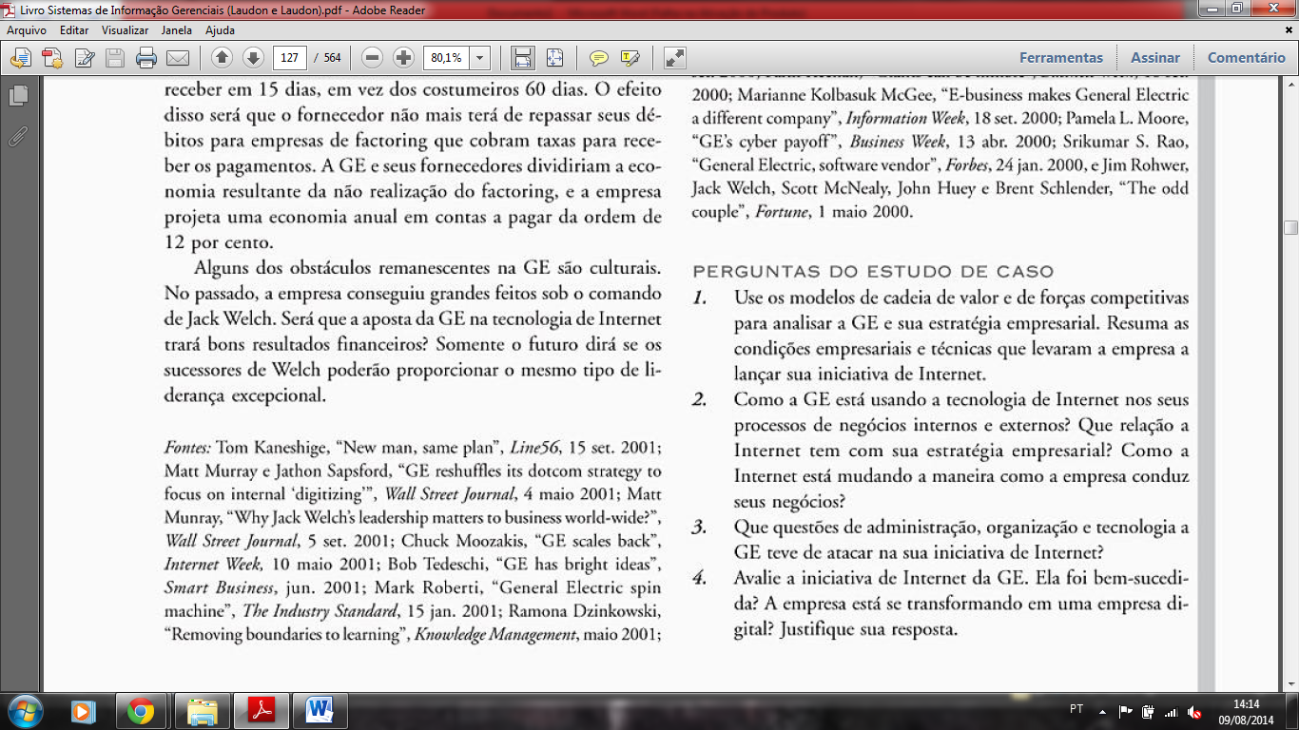 Livro Sistemas de Informação Gerenciais (Laudon e Laudon).pdf - Adobe Reader
Arquivo Editar Visualizar Janela Ajuda
127 / 564 80,1% Ferramentas Assinar Comentário
receber em 15 dias, em vez dos costumeiros 60 dias. O efeito
disso será que o fornecedor não mais terá de repassar seus dé-
bitos para empresas de factoring que cobram taxas para rece-
ber os pagamentos. A GE e seus fornecedores dividiriam a eco-
nomia resultante da não realização do factoring, e a empresa
projeta uma economia anual em contas a pagar da ordem de
12 por cento.
Alguns dos obstáculos remanescentes na GE são culturais.
No passado, a empresa conseguiu grandes feitos sob o comando
de Jack Welch. Será que a aposta da GE na tecnologia de Internet
trará bons resultados financeiros? Somente o futuro dirá se os
sucessores de Welch poderão proporcionar o mesmo tipo de li-
derança excepcional.
Fontes: Tom Kaneshige, “New man, same plan”, Line56, 15 set. 2001;
Matt Murray e Jathon Sapsford, “GE reshuffles its dotcom strategy to
focus on internal ‘digitizing’”, Wall Street Journal, 4 maio 2001; Matt
Munray, “Why Jack Welch’s leadership matters to business world-wide?”,
Wall Street Journal, 5 set. 2001; Chuck Moozakis, “GE scales back”,
Internet Week, 10 maio 2001; Bob Tedeschi, “GE has bright ideas”,
Smart Business, jun. 2001; Mark Roberti, “General Electric spin
machine”, The Industry Standard, 15 jan. 2001; Ramona Dzinkowski,
“Removing boundaries to learning”, Knowledge Management, maio 2001;
2000; Marianne Kolbasuk McGee, “E-business makes General Electric
a different company”, Information Week, 18 set. 2000; Pamela L. Moore,
“GE’s cyber payoff”, Business Week, 13 abr. 2000; Srikumar S. Rao,
“General Electric, software vendor”, Forbes, 24 jan. 2000, e Jim Rohwer,
Jack Welch, Scott McNealy, John Huey e Brent Schlender, “The odd
couple”, Fortune, 1 maio 2000.
PERGUNTAS DO ESTUDO DE CASO
1. Use os modelos de cadeia de valor e de forças competitivas
para analisar a GE e sua estratégia empresarial. Resuma as
condições empresariais e técnicas que levaram a empresa a
lançar sua iniciativa de Internet.
2. Como a GE está usando a tecnologia de Internet nos seus
processos de negócios internos e externos? Que relação a
Internet tem com sua estratégia empresarial? Como a
Internet está mudando a maneira como a empresa conduz
seus negócios?
3. Que questões de administração, organização e tecnologia a
GE teve de atacar na sua iniciativa de Internet?
4. Avalie a iniciativa de Internet da GE. Ela foi bem-sucedi-
da? A empresa está se transformando em uma empresa di-
gital? Justifique sua resposta.
PT
14:14
09/08/2014